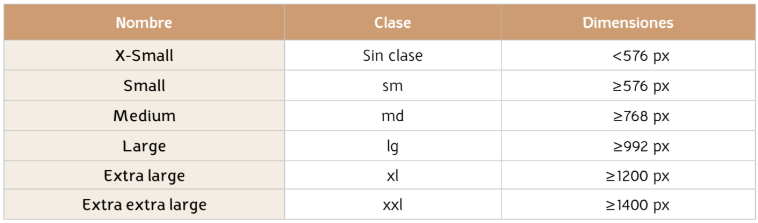 Nombre Clase Dimensiones
X-Small Sin clase <576 px
Small sm ≥576 px
Medium md ≥768 px
Large lg ≥992 px
Extra large xl ≥1200 px
Extra extra large xxl ≥1400 px